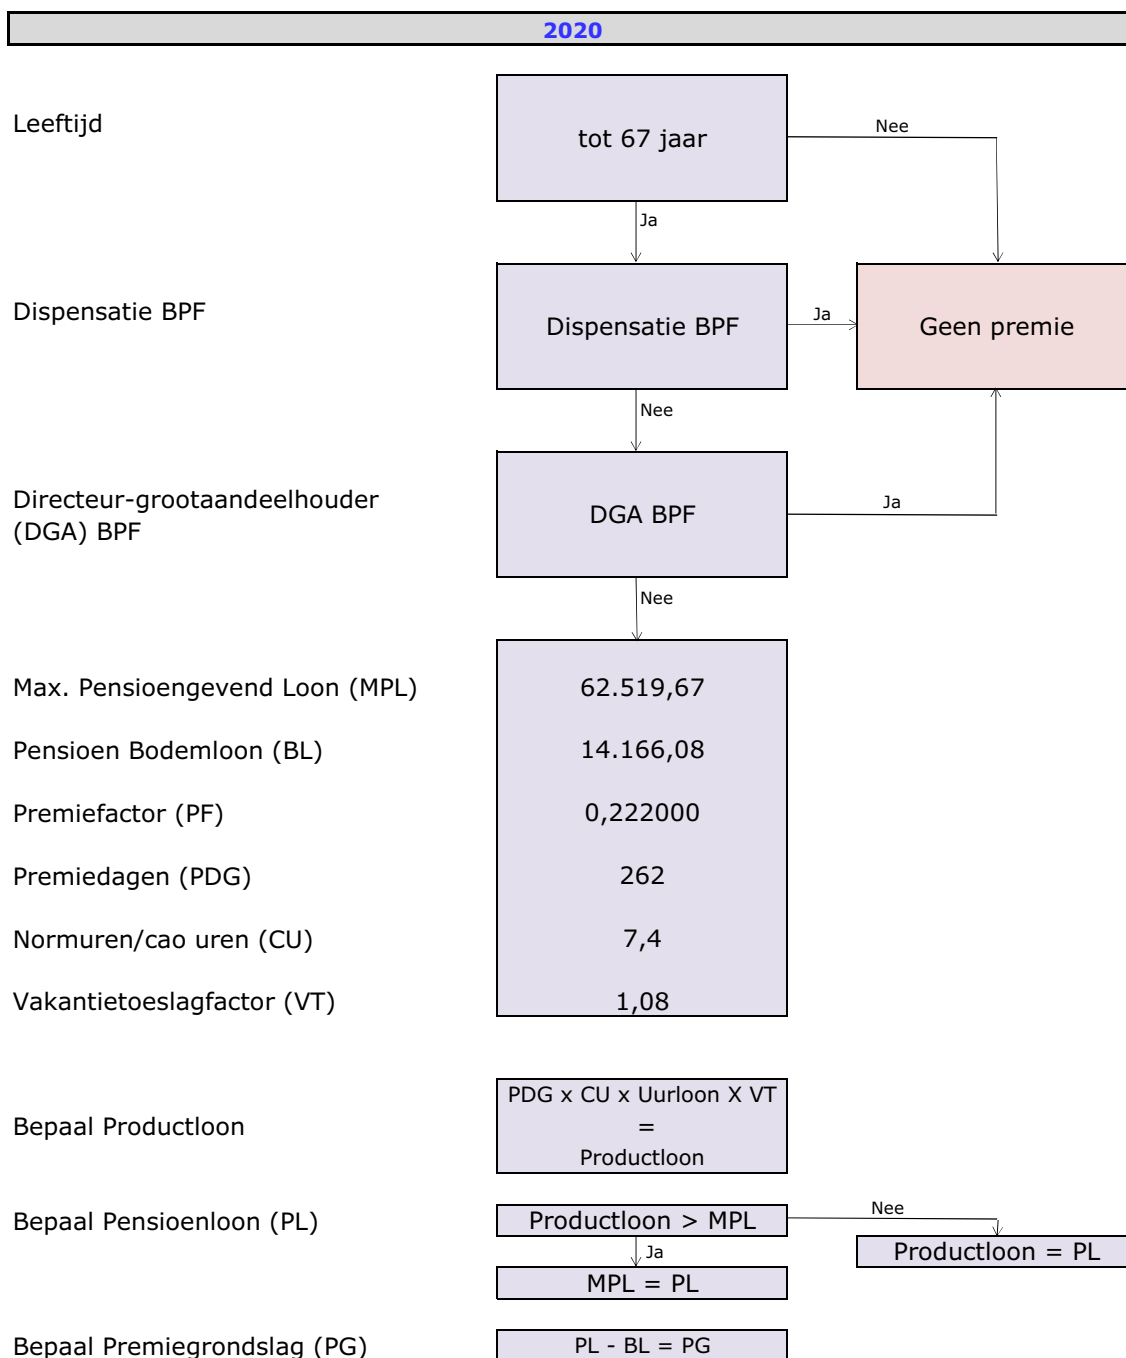 2020
Leeftijd
tot 67 jaar
Nee
Ja
Dispensatie BPF
Dispensatie BPF
Ja
Geen premie
Nee
Directeur-grootaandeelhouder
(DGA) BPF
DGA BPF
Ja
Nee
Max. Pensioengevend Loon (MPL)
62.519,67
Pensioen Bodemloon (BL)
14.166,08
Premiefactor (PF)
0,222000
Premiedagen (PDG)
262
Normuren/cao uren (CU)
7,4
Vakantietoeslagfactor (VT)
1,08
Bepaal Productloon
PDG x CU x Uurloon X VT
=
Productloon
Bepaal Pensioenloon (PL)
Productloon > MPL
Nee
Ja
Productloon = PL
MPL = PL
Bepaal Premiegrondslag (PG)
PL - BL = PG